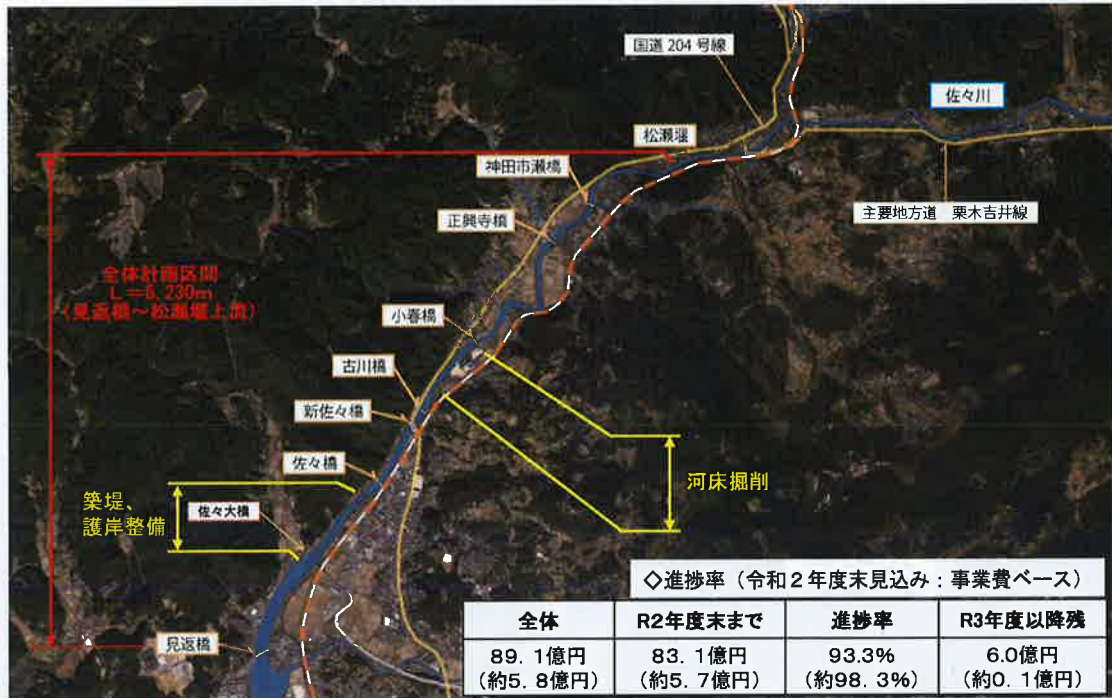 国道204号線
佐々川
松瀬堰
神田市瀬橋
主要地方道　栗木吉井線
正興寺橋
全体計画区間
L=6,230m
(見返橋～松瀬堰上流)
小春橋
古川橋
新佐々橋
佐々橋
河床掘削
築堤、
護岸整備
佐々大橋
見返橋
◇進捗率（令和2年度末見込み：事業費ベース）
全体 R2年度末まで 進捗率 R3年度以降残
89.1億円 83.1億円 93.3% 6.0億円
(約5.8億円) (約5.7億円) (約98.3%) (約0.1億円)